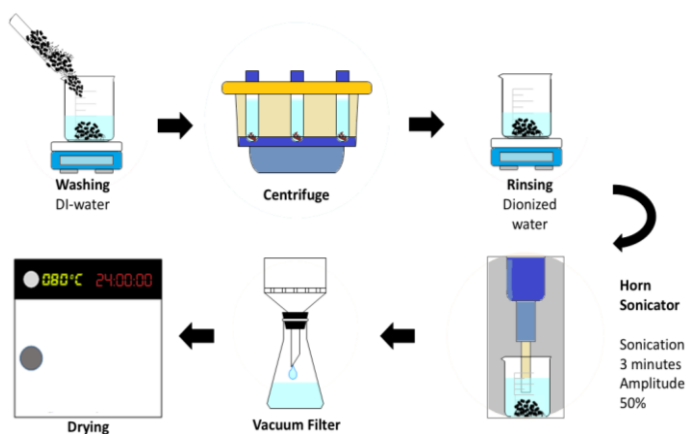 Washing
DI-water
Centrifuge
Rinsing
Dionized
water
Horn
Sonicator
Sonication
3 minutes
Amplitude
50%
Vacuum Filter
080°C 24:00:00
Drying